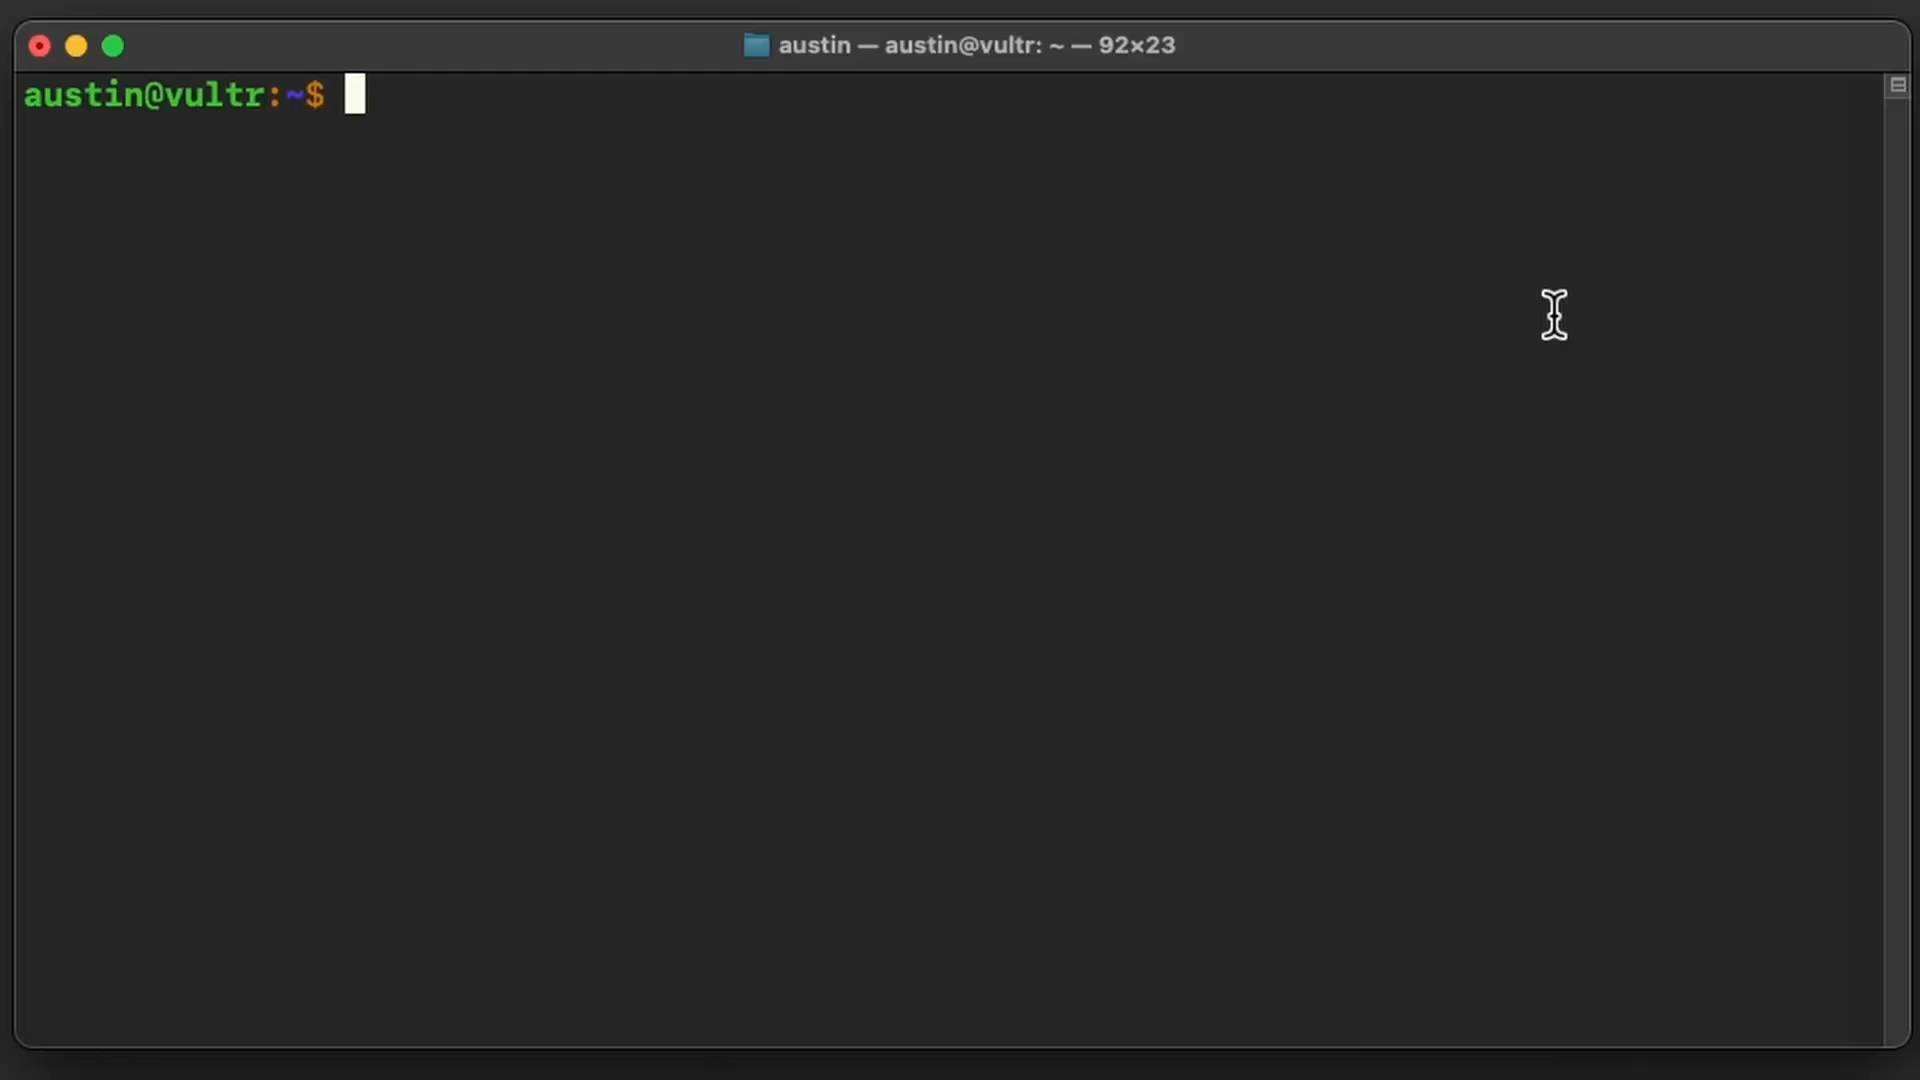 austin — austin@vultr: ~ — 92×23
austin@vultr:~$